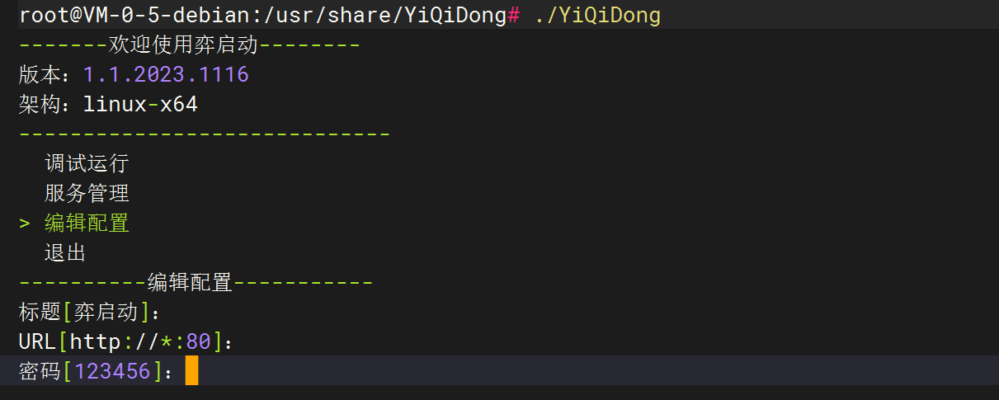 root@VM-0-5-debian:/usr/share/YiQiDong# ./YiQiDong
-------欢迎使用弈启动--------
版本：1.1.2023.1116
架构：linux-x64
-----------------------------
调试运行
服务管理
> 编辑配置
退出
----------编辑配置-----------
标题[弈启动]：
URL[http://*:80]：
密码[123456]：